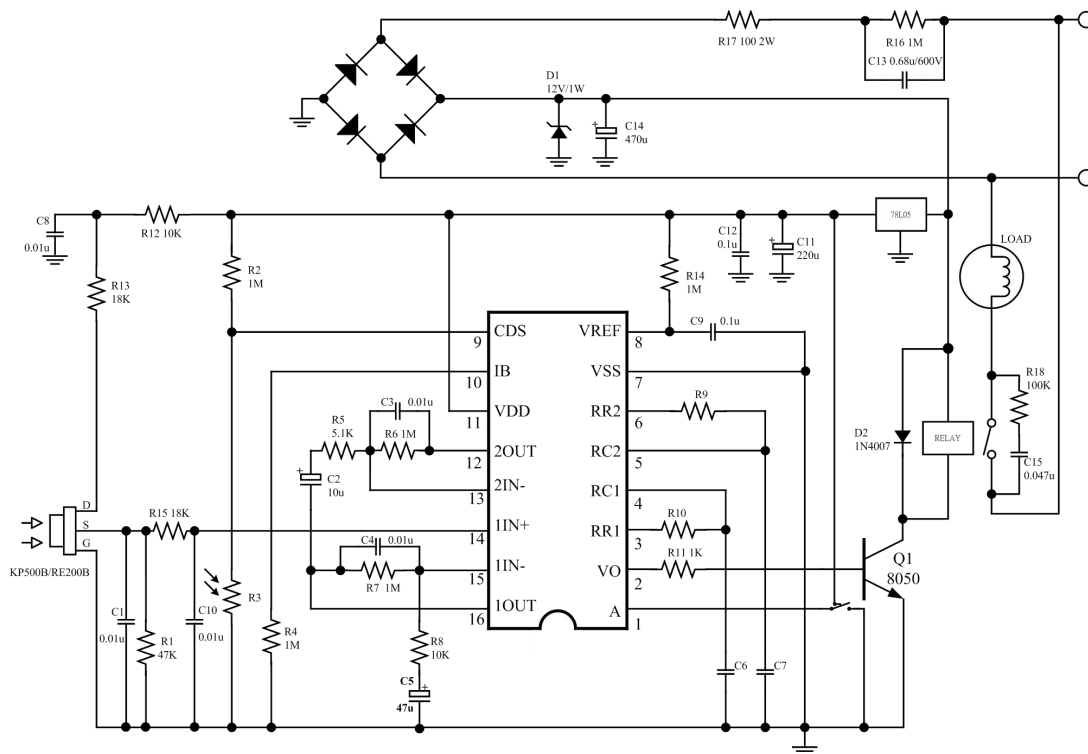 R17 100 2W
R16 1M
C13 0.68u/600V
D1
12V/1W
+
C14
470u
C8
0.01u
R12 10K
R13
18K
R2
1M
R14
1M
C12
0.1u
+
C11
220u
78L05
LOAD
C9
0.1u
CDS
9
IB
10
VDD
11
2OUT
12
2IN-
13
1IN+
14
1IN-
15
1OUT
16
VREF
8
VSS
7
RR2
6
RC2
5
RC1
4
RR1
3
VO
2
A
1
R9
R10
R11 1K
C3
0.01u
R5
5.1K
R6 1M
+
C2
10u
C4
0.01u
R7 1M
R8
10K
C5
+
47u
R15 18K
D
S
G
KP500B/RE200B
C1
0.01u
R1
47K
C10
0.01u
R3
R4
1M
C6
C7
D2
1N4007
RELAY
R18
100K
C15
0.047u
Q1
8050